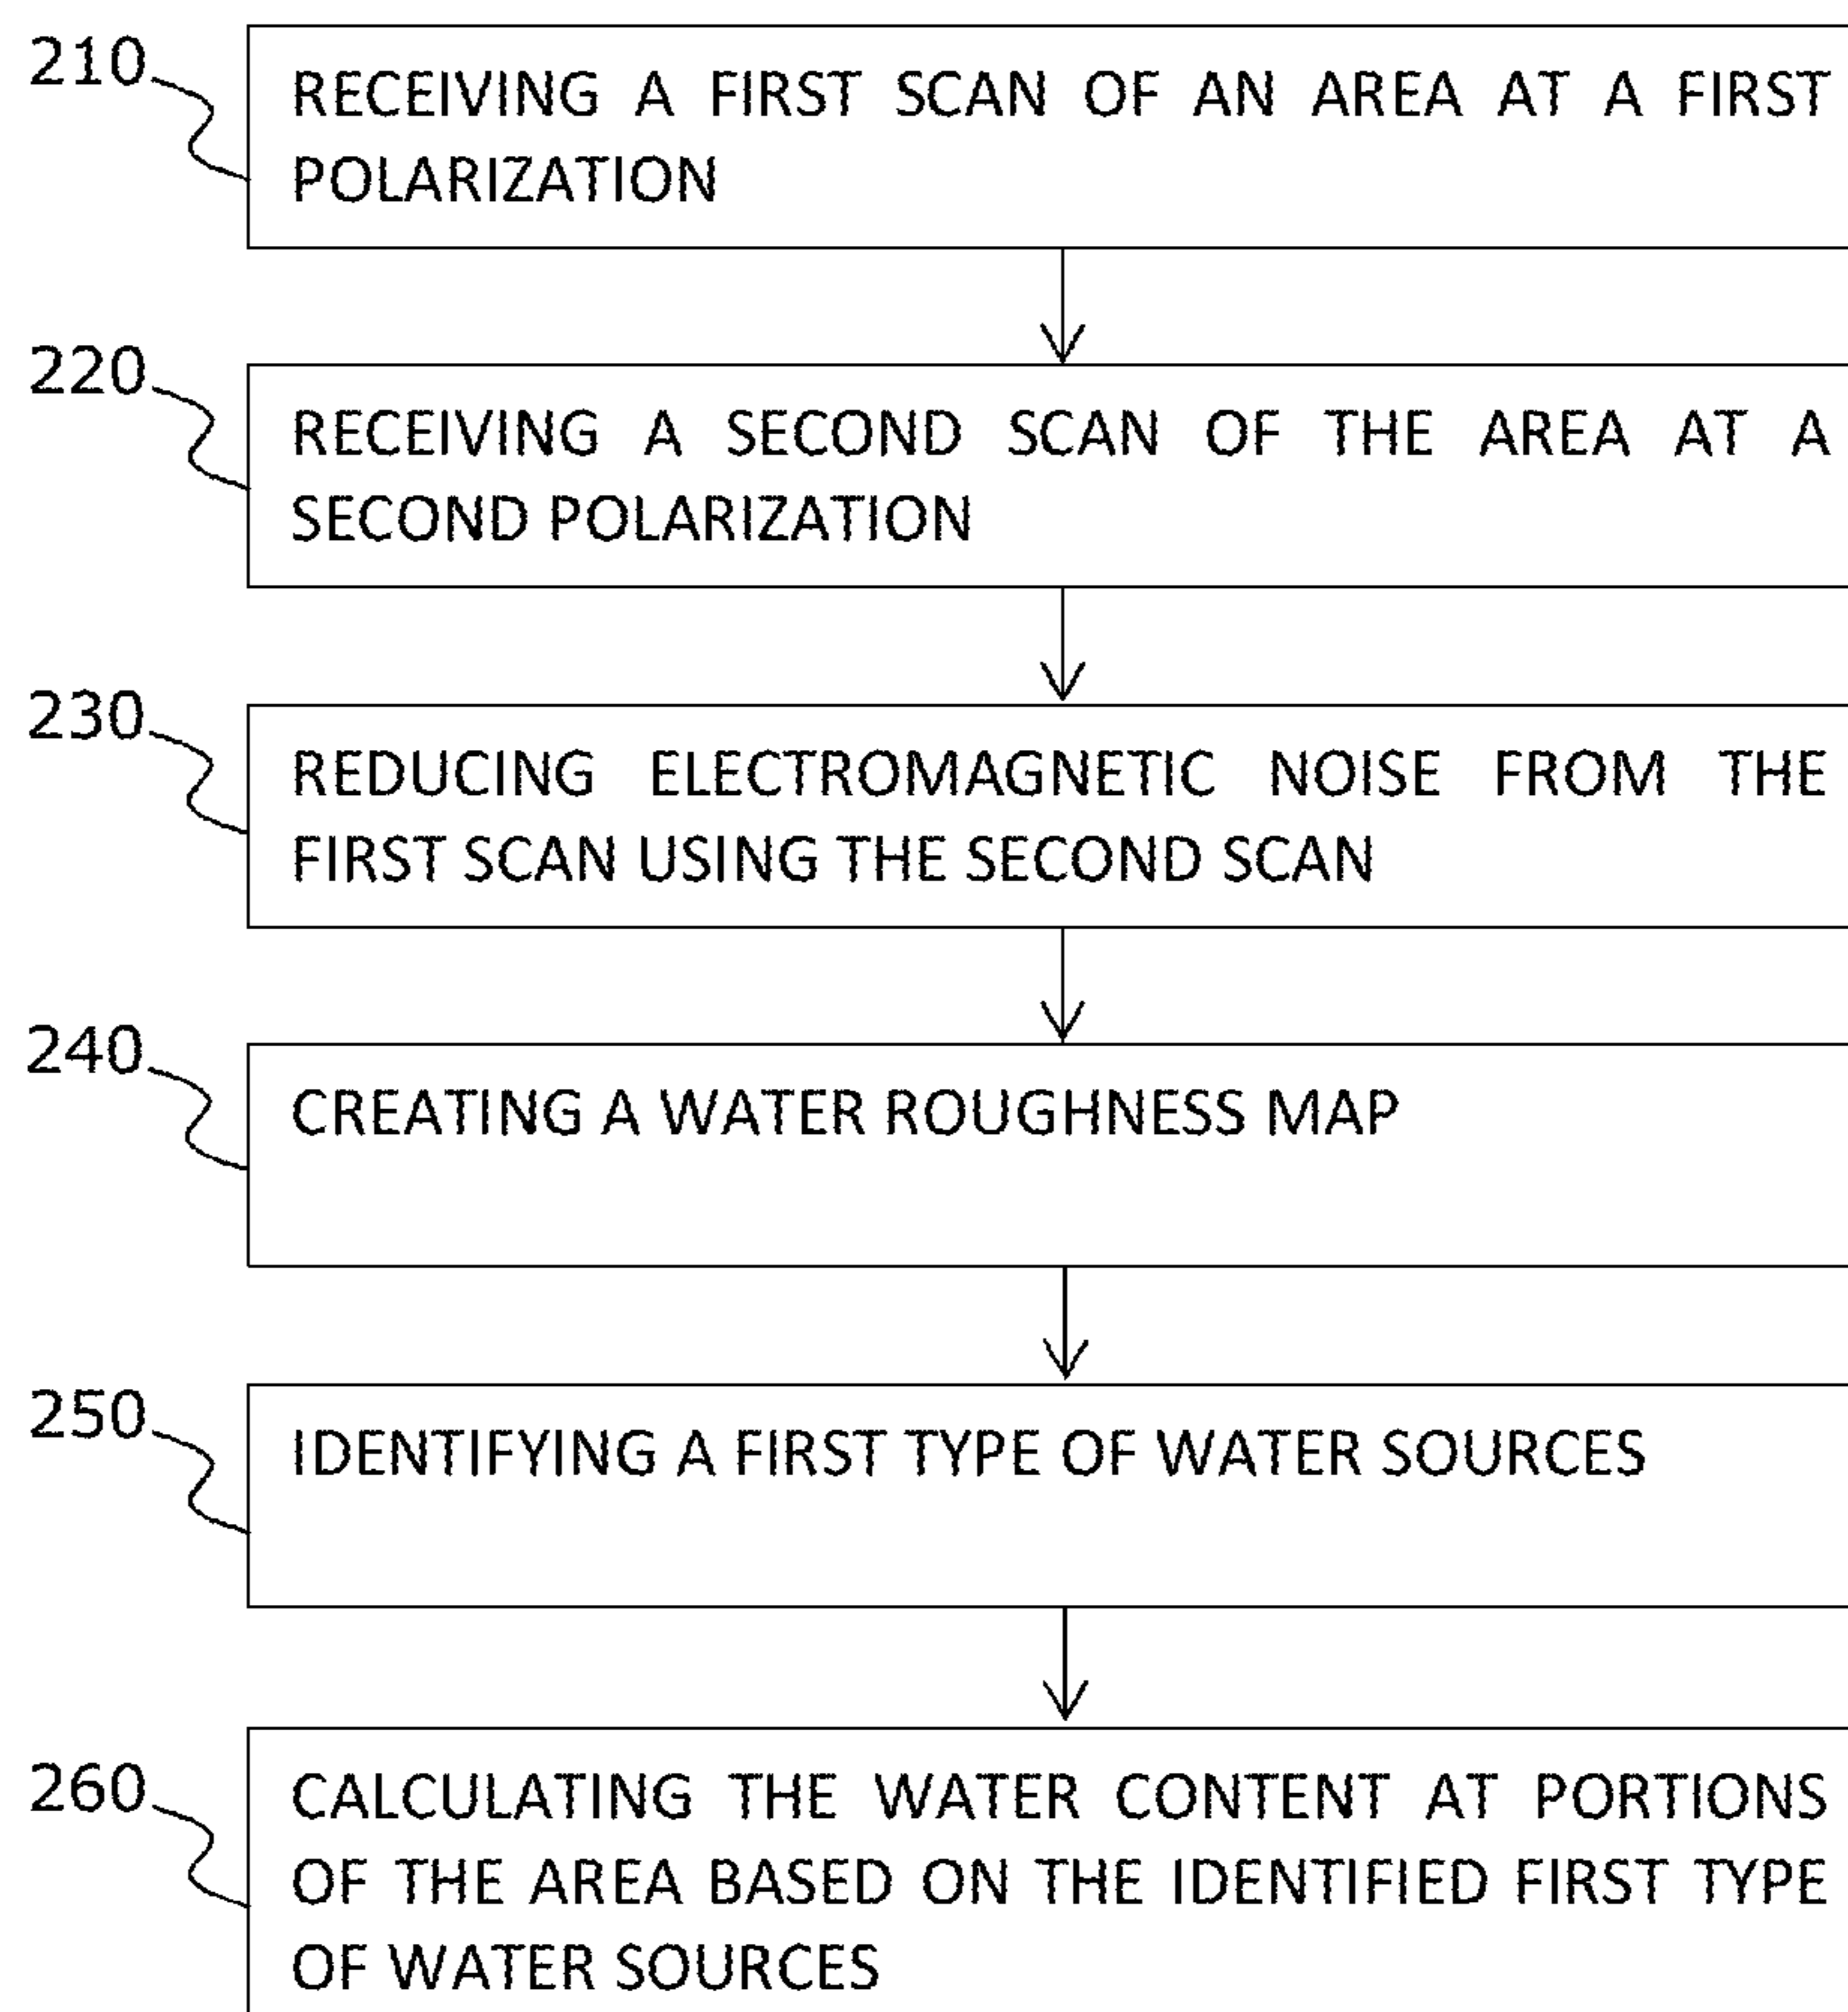 210
RECEIVING A FIRST SCAN OF AN AREA AT A FIRST
POLARIZATION
220
RECEIVING A SECOND SCAN OF THE AREA AT A
SECOND POLARIZATION
230
REDUCING ELECTROMAGNETIC NOISE FROM THE
FIRST SCAN USING THE SECOND SCAN
240
CREATING A WATER ROUGHNESS MAP
250
IDENTIFYING A FIRST TYPE OF WATER SOURCES
260
CALCULATING THE WATER CONTENT AT PORTIONS
OF THE AREA BASED ON THE IDENTIFIED FIRST TYPE
OF WATER SOURCES